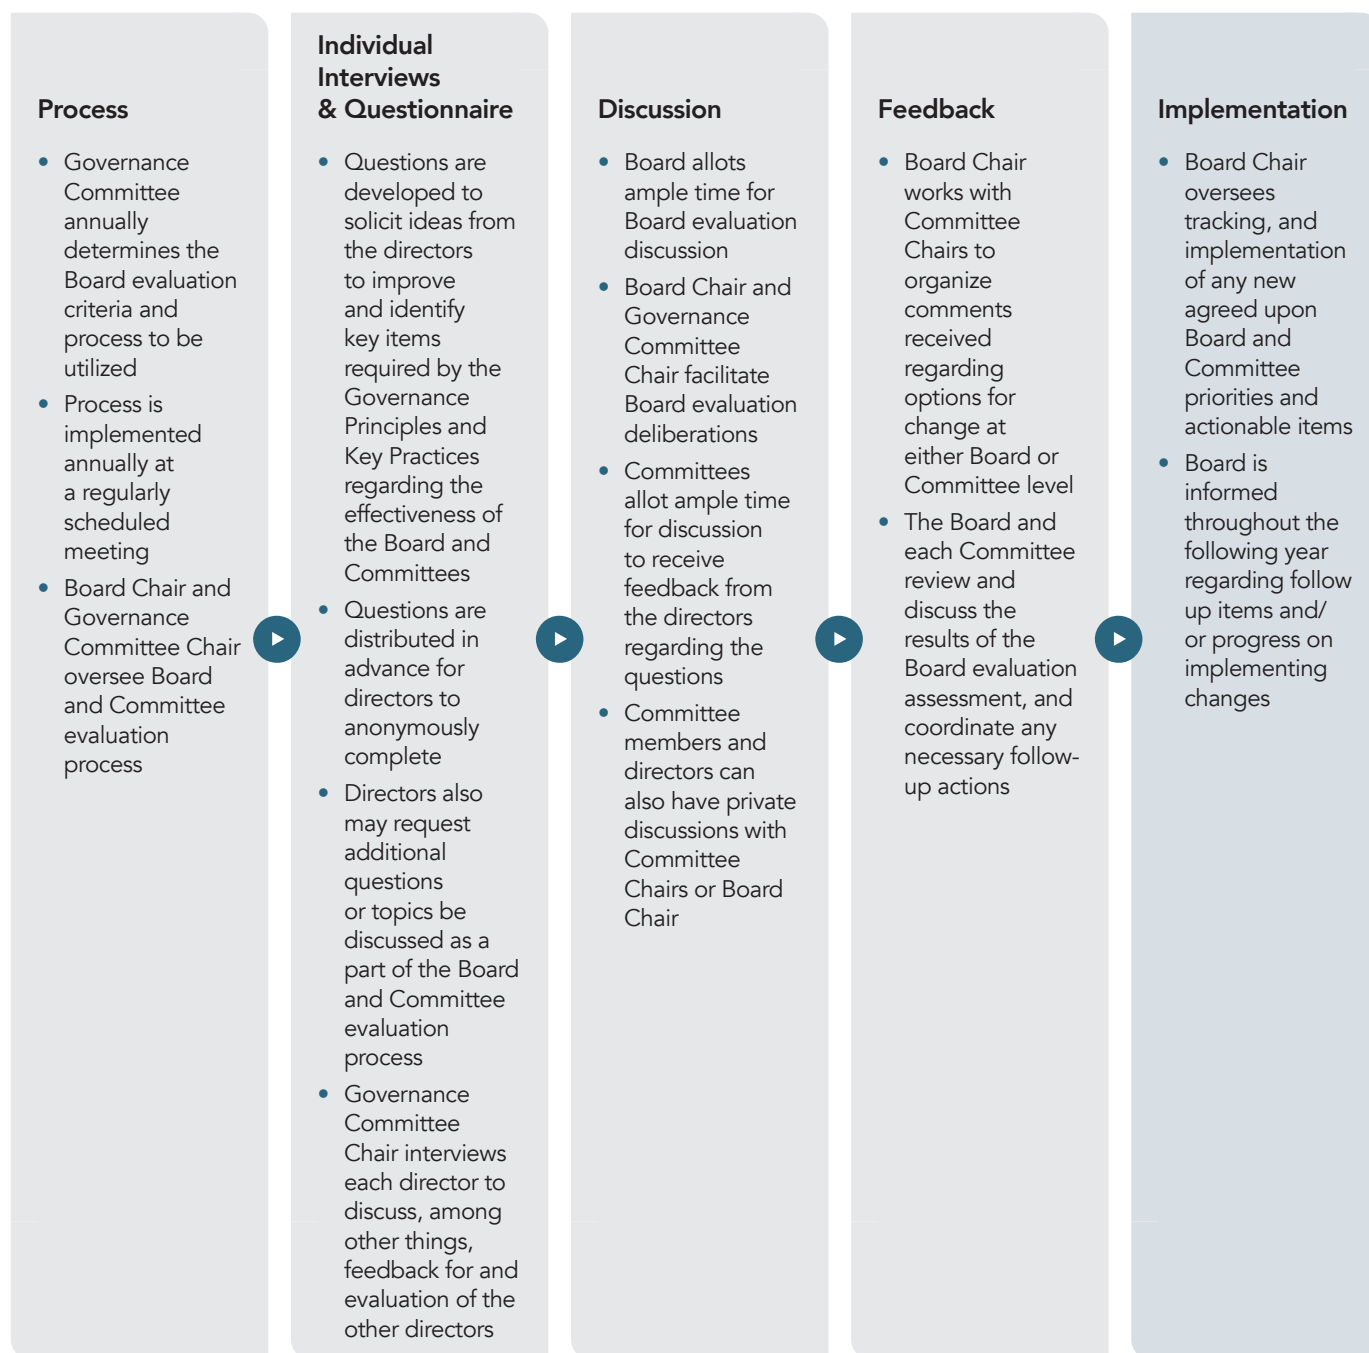 Process
• Governance
Committee
annually
determines the
Board evaluation
criteria and
process to be
utilized
• Process is
implemented
annually at
a regularly
scheduled
meeting
• Board Chair and
Governance
Committee Chair
oversee Board
and Committee
evaluation
process
Individual
Interviews
& Questionnaire
• Questions are
developed to
solicit ideas from
the directors
to improve
and identify
key items
required by the
Governance
Principles and
Key Practices
regarding the
effectiveness of
the Board and
Committees
• Questions are
distributed in
advance for
directors to
anonymously
complete
• Directors also
may request
additional
questions
or topics be
discussed as a
part of the Board
and Committee
evaluation
process
• Governance
Committee
Chair interviews
each director to
discuss, among
other things,
feedback for and
evaluation of the
other directors
Discussion
• Board allots
ample time for
Board evaluation
discussion
• Board Chair and
Governance
Committee
Chair facilitate
Board evaluation
deliberations
• Committees
allot ample time
for discussion
to receive
feedback from
the directors
regarding the
questions
• Committee
members and
directors can
also have private
discussions with
Committee
Chairs or Board
Chair
Feedback
• Board Chair
works with
Committee
Chairs to
organize
comments
received
regarding
options for
change at
either Board or
Committee level
• The Board and
each Committee
review and
discuss the
results of the
Board evaluation
assessment, and
coordinate any
necessary follow-
up actions
Implementation
• Board Chair
oversees
tracking, and
implementation
of any new
agreed upon
Board and
Committee
priorities and
actionable items
• Board is
informed
throughout the
following year
regarding follow
up items and/
or progress on
implementing
changes